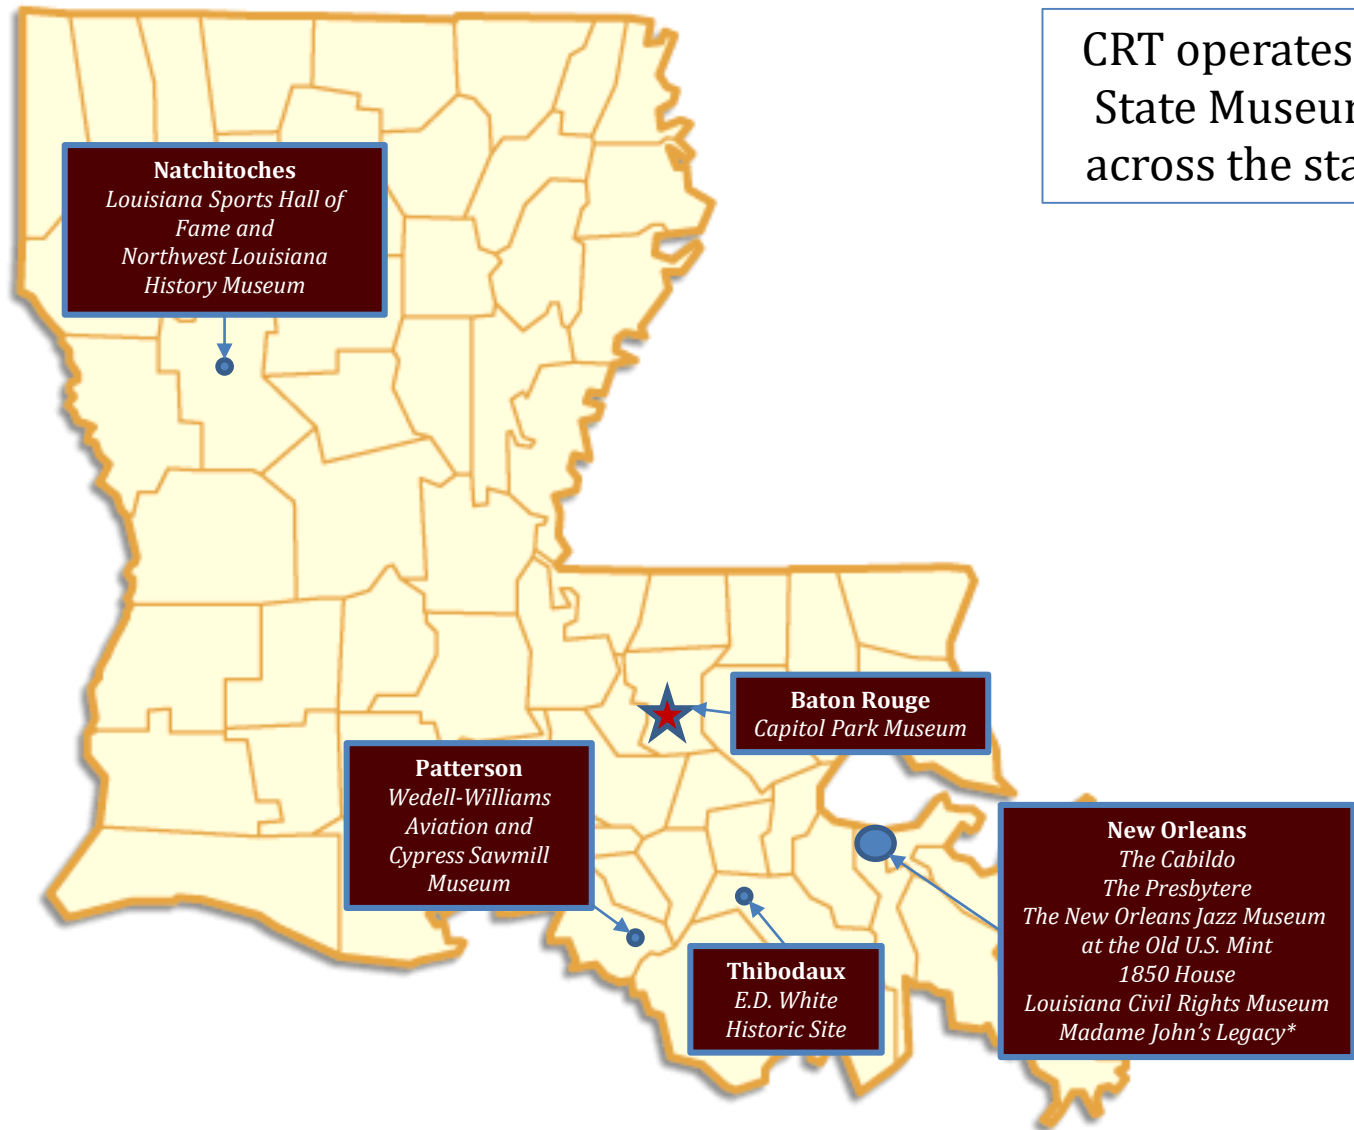 CRT operates
State
across the
Natchitoches
Louisiana Sports Hall of
Fame and
Northwest Louisiana
History Museum
Baton Rouge
Capitol Park Museum
Patterson
Wedell-Williams
Aviation and
Cypress Sawmill
Museum
New Orleans
The Cabildo
The Presbytere
The New Orleans Jazz Museum
at the Old U.S. Mint
1850 House
Louisiana Civil Rights Museum
Madame John's Legacy*
Thibodaux
E.D. White
Historic Site